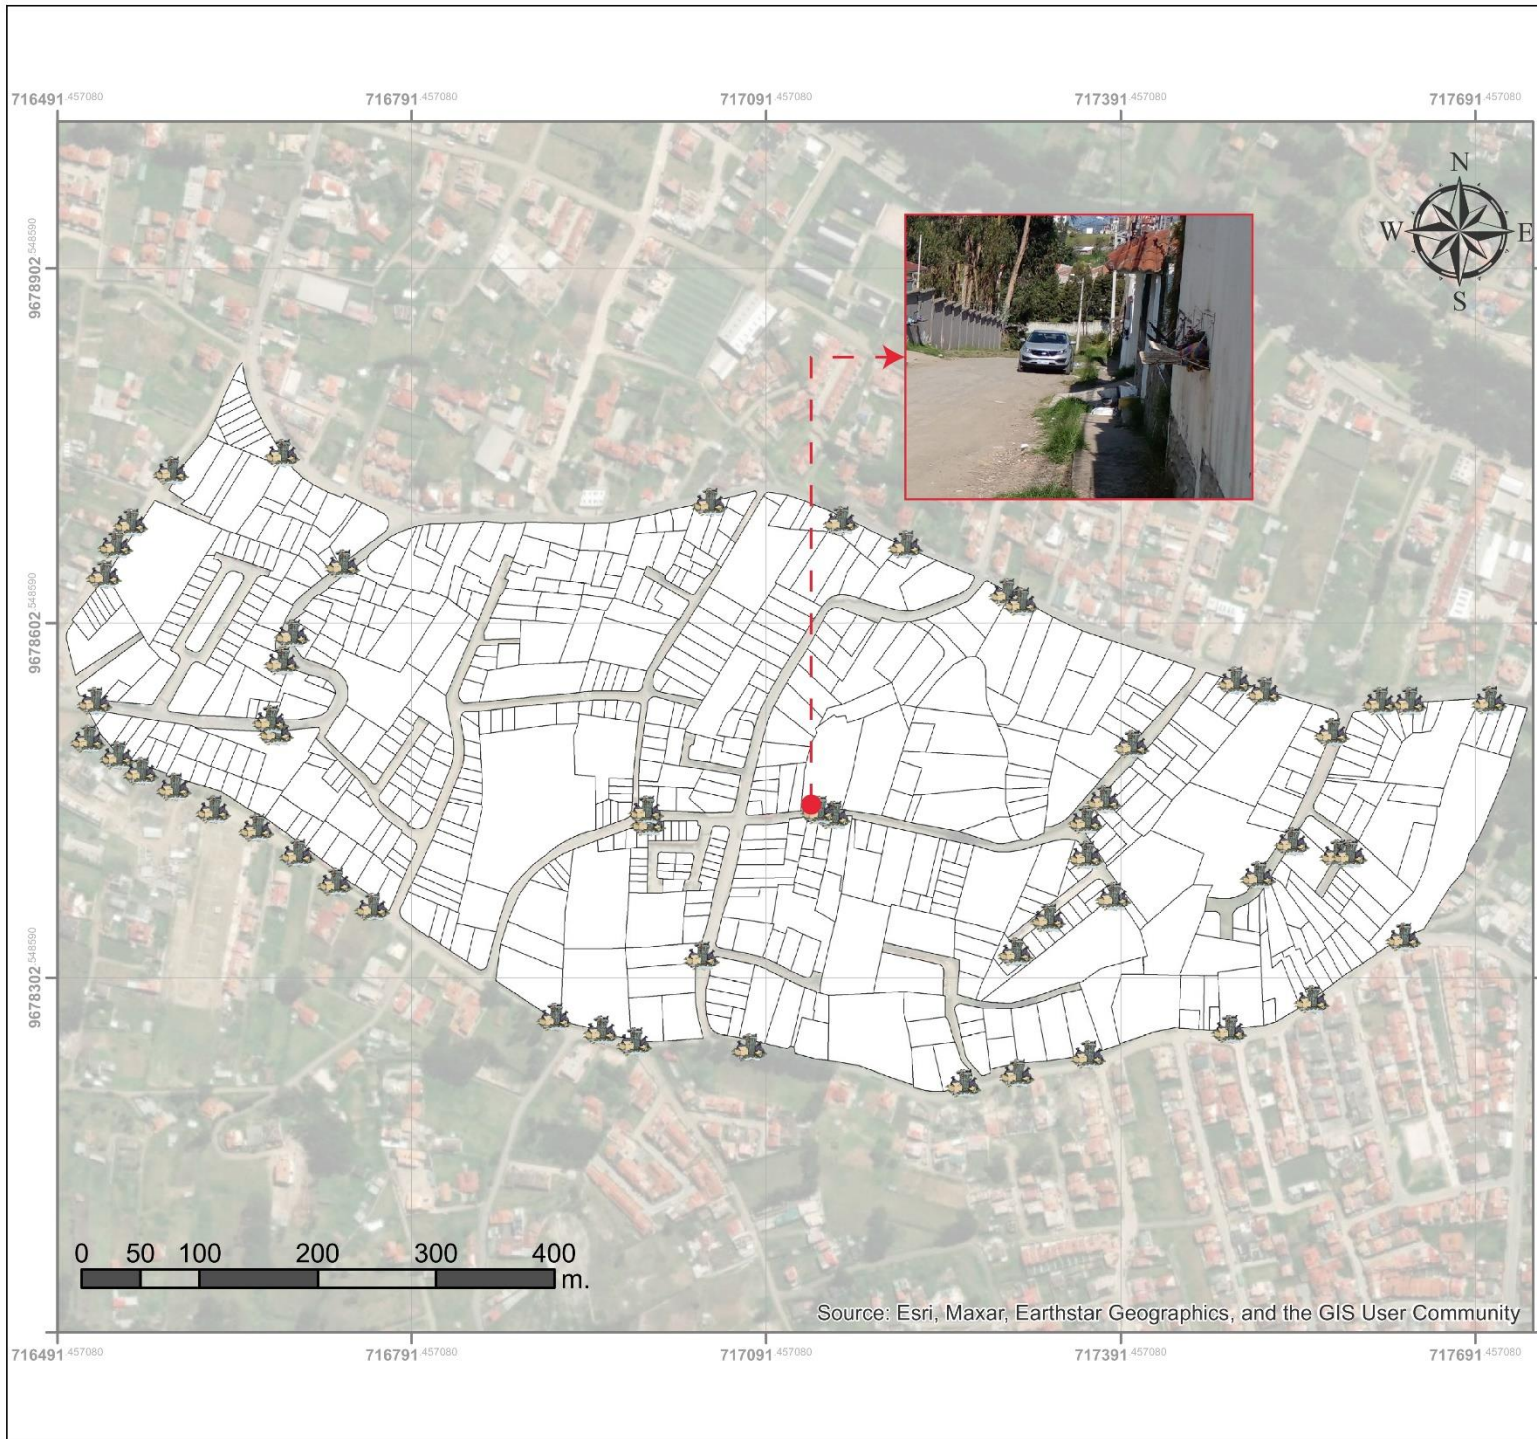 716491.457080 716791.457080 717091.457080 717391.457080 717691.457080
N
W E
S
9678902.548590
9678602.548590
9678302.548590
0 50 100 200 300 400
m.
Source: Esri, Maxar, Earthstar Geographics, and the GIS User Community
716491.457080 716791.457080 717091.457080 717391.457080 717691.457080